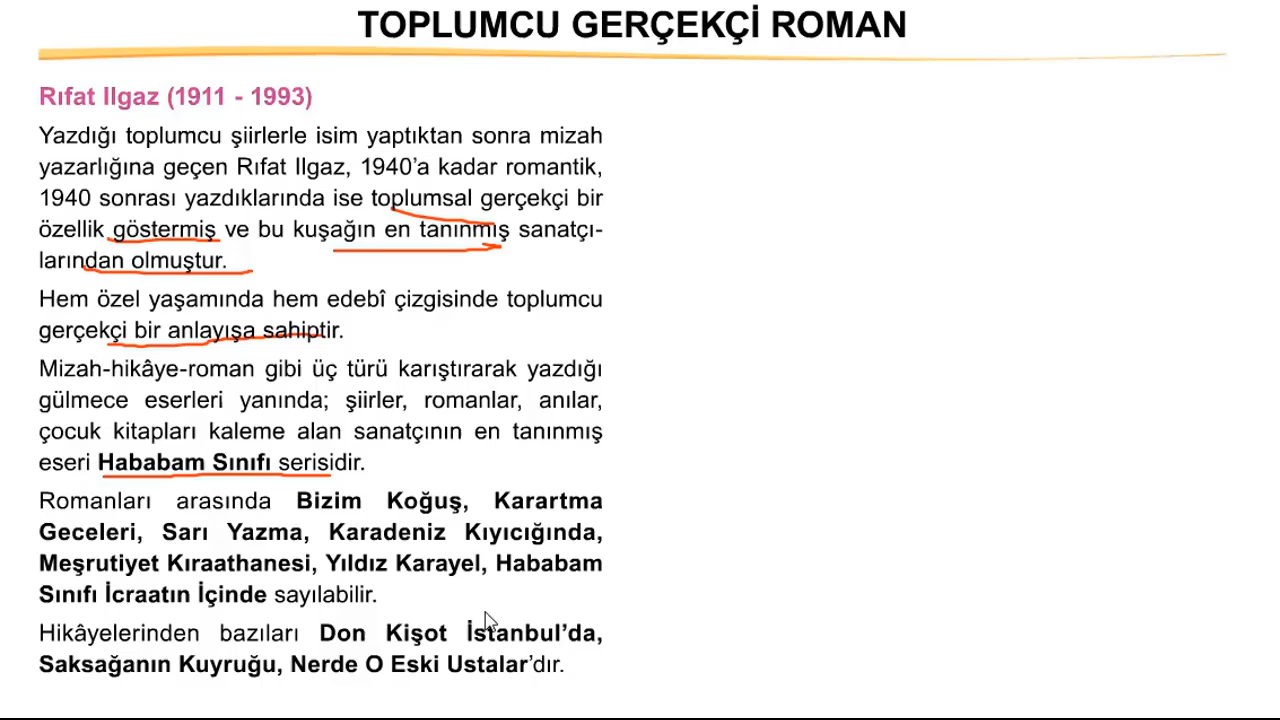 TOPLUMCU GERÇEKÇİ ROMAN
Rıfat Ilgaz (1911 - 1993)
Yazdığı toplumcu şiirlerle isim yaptıktan sonra mizah
yazarlığına geçen Rıfat Ilgaz, 1940’a kadar romantik,
1940 sonrası yazdıklarında ise toplumsal gerçekçi bir
özellik göstermiş ve bu kuşağın en tanınmış sanatçı-
larından olmuştur.
Hem özel yaşamında hem edebî çizgisinde toplumcu
gerçekçi bir anlayışa sahiptir.
Mizah-hikâye-roman gibi üç türü karıştırarak yazdığı
gülmece eserleri yanında; şiirler, romanlar, anılar,
çocuk kitapları kaleme alan sanatçının en tanınmış
eseri Hababam Sınıfı serisidir.
Romanları arasında Bizim Koğuş, Karartma
Geceleri, Sarı Yazma, Karadeniz Kıyıcığında,
Meşrutiyet Kıraathanesi, Yıldız Karayel, Hababam
Sınıfı İcraatın İçinde sayılabilir.
Hikâyelerinden bazıları Don Kişot İstanbul’da,
Saksağanın Kuyruğu, Nerde O Eski Ustalar’dır.